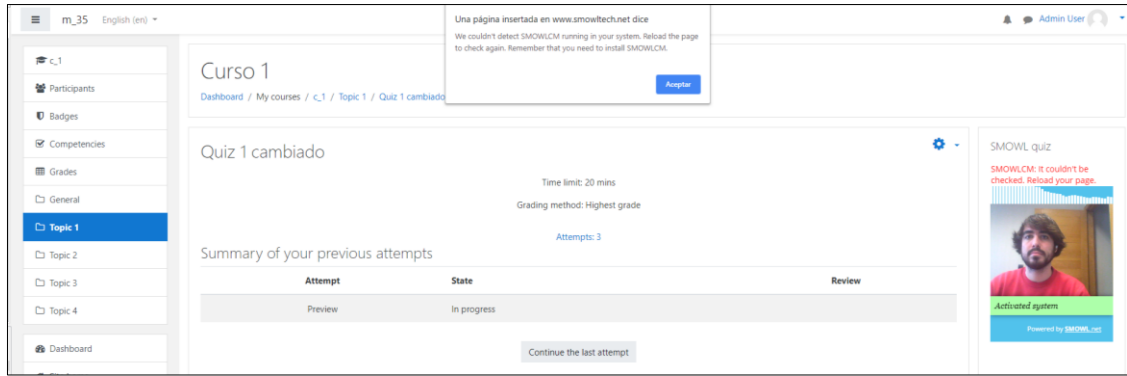 m_35 English (en)
Una página insertada en www.smowltech.net dice
We couldn't detect SMOWLCM running in your system. Reload the page
to check again. Remember that you need to install SMOWLCM.
Aceptar
Admin User
c_1
Participants
Badges
Competencies
Grades
General
Topic 1
Topic 2
Topic 3
Topic 4
Dashboard
Curso 1
Dashboard / My courses / c_1 / Topic 1 / Quiz 1 cambiado
Quiz 1 cambiado
Time limit: 20 mins
Grading method: Highest grade
Attempts: 3
Summary of your previous attempts
Attempt State Review
Preview In progress
Continue the last attempt
SMOWL quiz
SMOWLCM: It couldn't be
checked. Reload your page.
Activated system
Powered by SMOWL.net